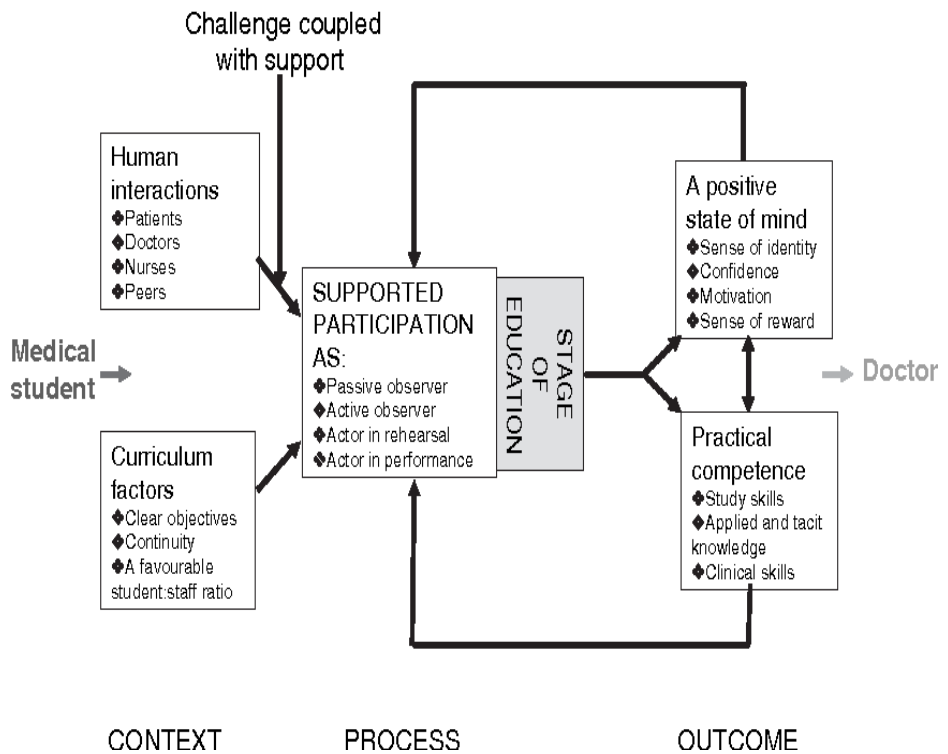 Challenge coupled
with support
Human
interactions
❖Patients
❖Doctors
❖Nurses
❖Peers
Medical
student
Curriculum
factors
❖Clear objectives
❖Continuity
❖A favourable
student:staff ratio
SUPPORTED
PARTICIPATION
AS:
❖Passive observer
❖Active observer
❖Actor in rehearsal
❖Actor in performance
STAGE
OF
EDUCATION
A positive
state of mind
❖Sense of identity
❖Confidence
❖Motivation
❖Sense of reward
Practical
competence
❖Study skills
❖Applied and tacit
knowledge
❖Clinical skills
Doctor
CONTEXT
PROCESS
OUTCOME